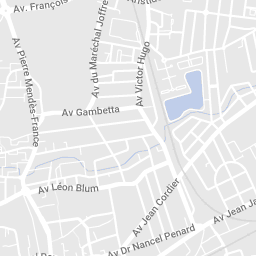 Av. François
Av du Maréchal Joffre
Av Victor Hugo
Av Pierre Mendès-France
Av Gambetta
Av Léon Blum
Av Jean Cordier
Av Jean Ja
Av Dr Nancel Penard